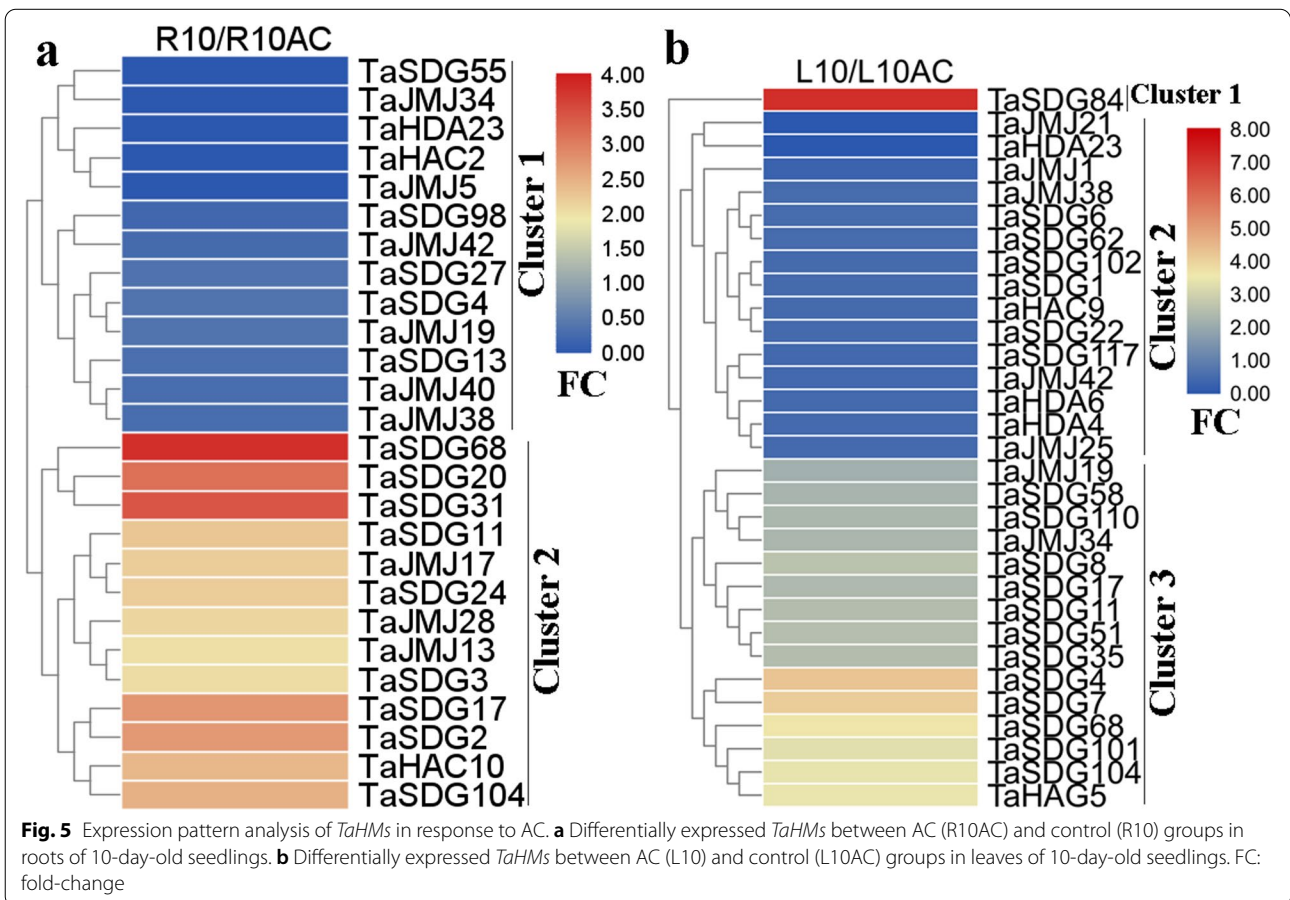 a
R10/R10AC
TaSDG55
TaJMJ34
TaHDA23
TaHAC2
TaJMJ5
TaSDG98
TaJMJ42
TaSDG27
TaSDG4
TaJMJ19
TaSDG13
TaJMJ40
TaJMJ38
TaSDG68
TaSDG20
TaSDG31
TaSDG11
TaJMJ17
TaSDG24
TaJMJ28
TaJMJ13
TaSDG3
TaSDG17
TaSDG2
TaHAC10
TaSDG104
Cluster 1
Cluster 2
4.00
3.50
3.00
2.50
2.00
1.50
1.00
0.50
0.00
FC
b
L10/L10AC
TaSDG84
TaJMJ21
TaHDA23
TaJMJ1
TaJMJ38
TaSDG6
TaSDG62
TaSDG102
TaSDG1
TaHAC9
TaSDG22
TaSDG117
TaJMJ42
TaHDA6
TaHDA4
TaJMJ25
TaJMJ19
TaSDG58
TaSDG110
TaJMJ34
TaSDG8
TaSDG17
TaSDG11
TaSDG51
TaSDG35
TaSDG4
TaSDG7
TaSDG68
TaSDG101
TaSDG104
TaHAG5
Cluster 1
Cluster 2
Cluster 3
8.00
7.00
6.00
5.00
4.00
3.00
2.00
1.00
0.00
FC
Fig. 5 Expression pattern analysis of TaHMs in response to AC. a Differentially expressed TaHMs between AC (R10AC) and control (R10) groups in
roots of 10-day-old seedlings. b Differentially expressed TaHMs between AC (L10) and control (L10AC) groups in leaves of 10-day-old seedlings. FC:
fold-change